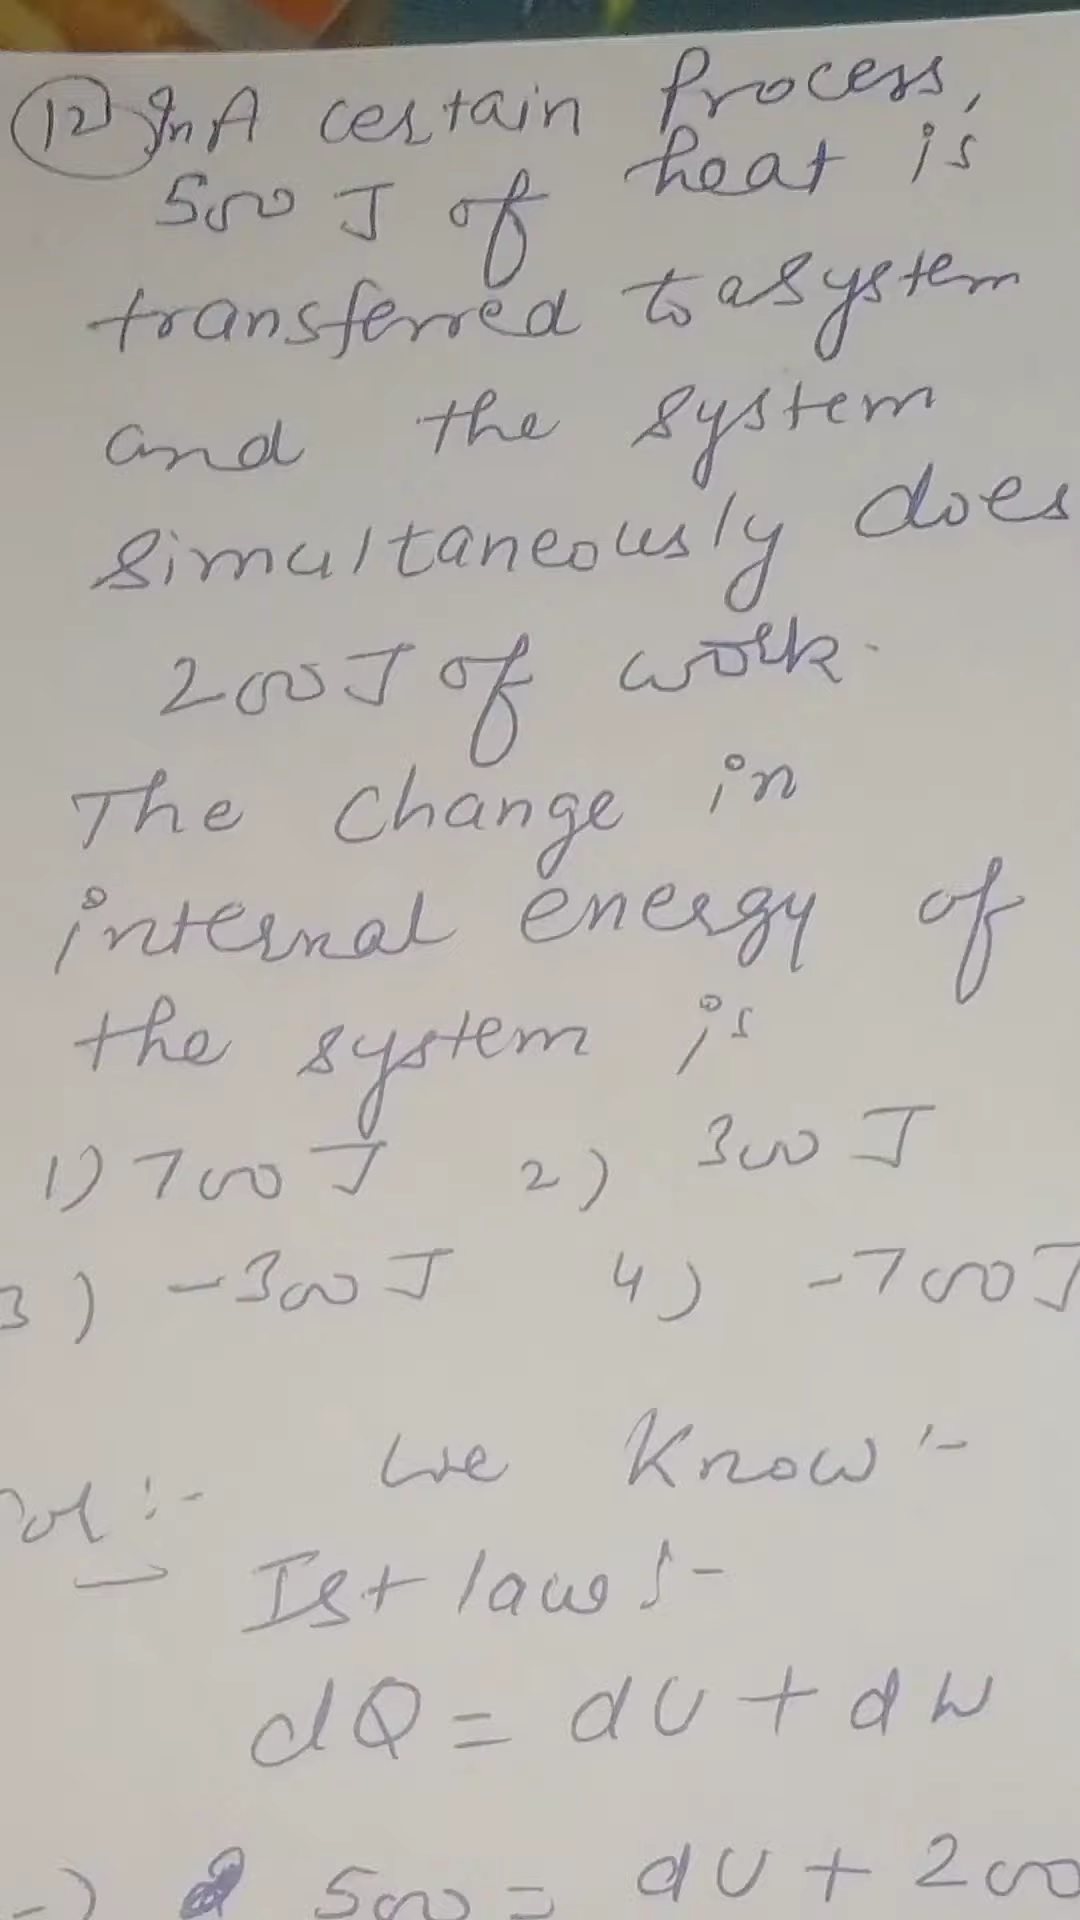 12 In A certain Process,
500 J of heat is
transferred to a system
and the system
simultaneously does
200 J of work.
The change in
internal energy of
the system is
1) 700 J 2) 300 J
3) -300 J 4) -700 J
We Know :-
Ist law :-
dQ = dU + dW
500 = dU + 200